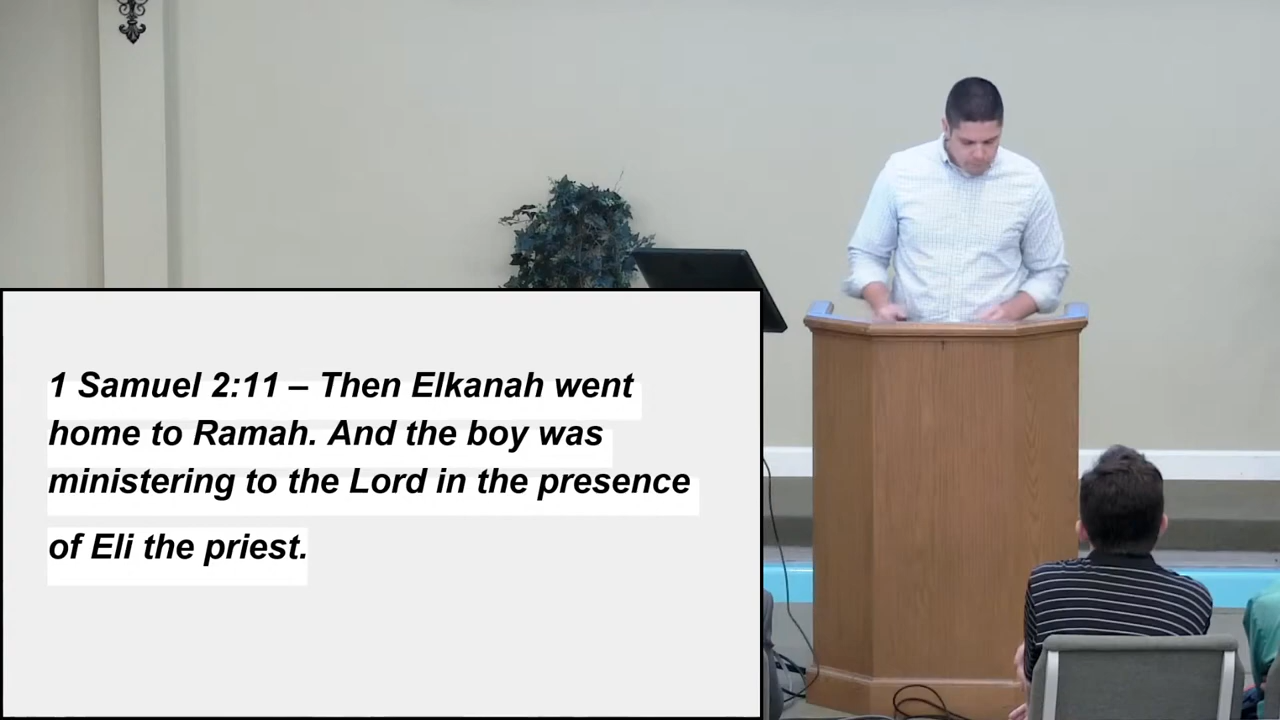 1 Samuel 2:11 – Then Elkanah went
home to Ramah. And the boy was
ministering to the Lord in the presence
of Eli the priest.